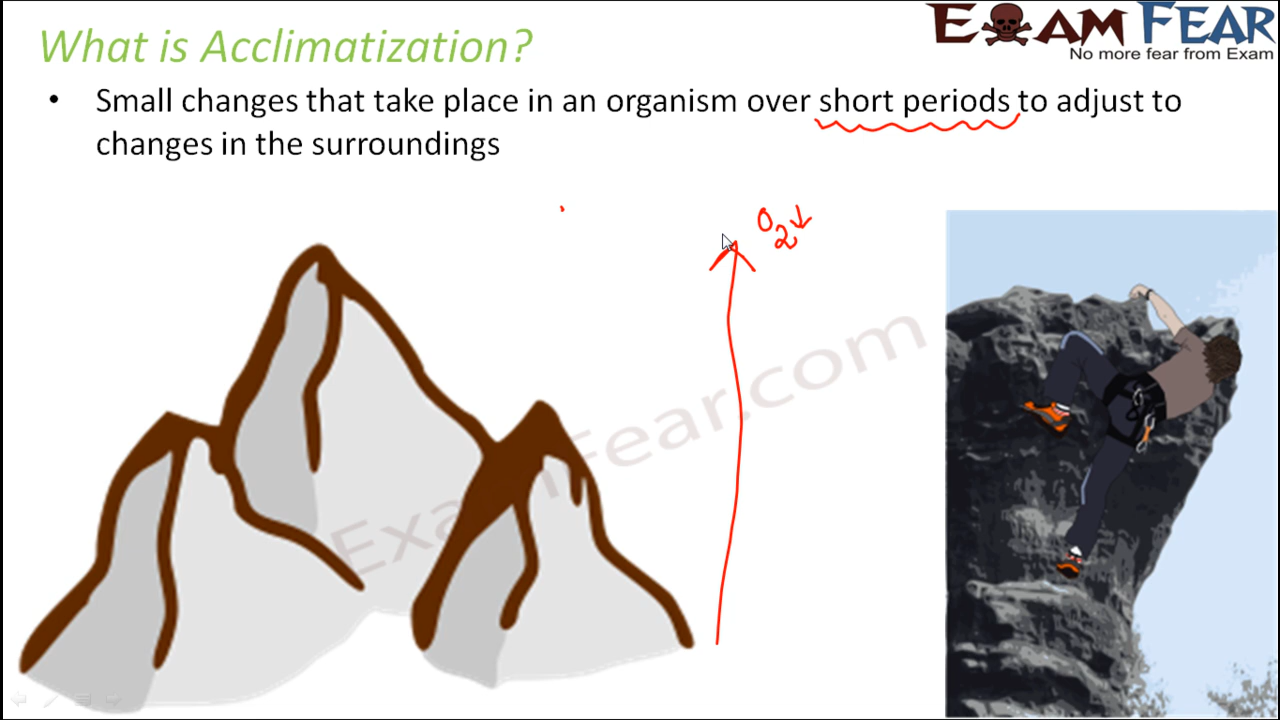 What is Acclimatization?
EXAM FEAR
No more fear from Exam
• Small changes that take place in an organism over short periods to adjust to
changes in the surroundings
O2↓
ExamFear.com